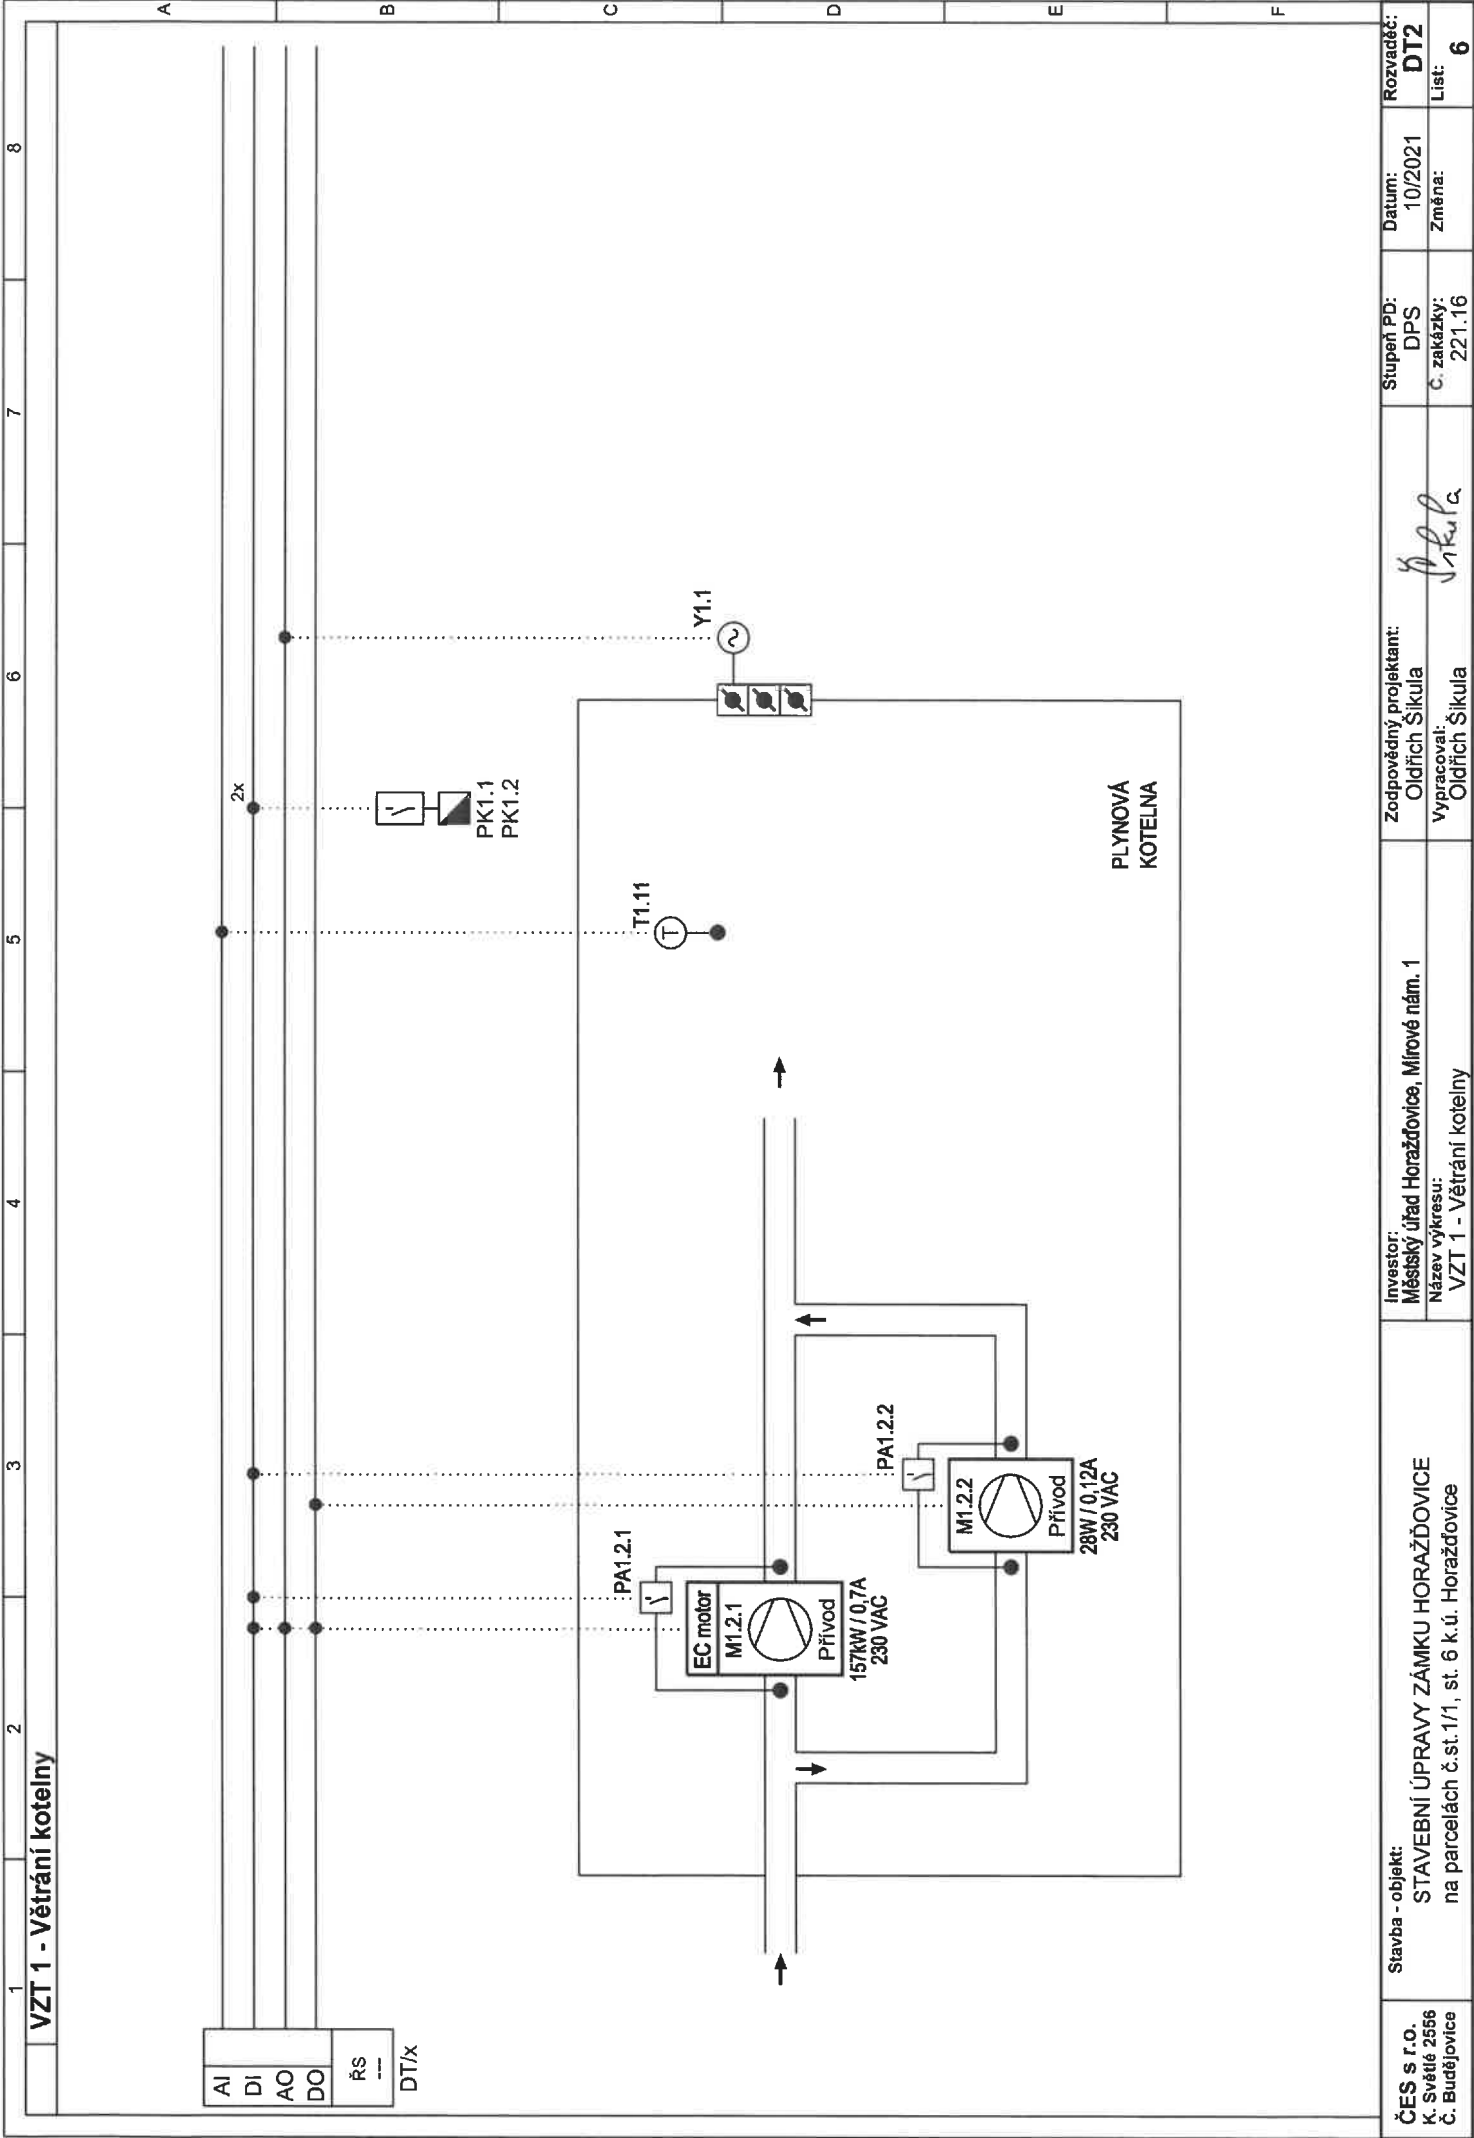 1
2
3
4
5
6
7
8
A
B
C
D
E
F
VZT 1 - Větrání kotelny
AI
DI
AO
DO
ŘS
---
DT/x
2x
PK1.1
PK1.2
Y1.1
T1.11
T
PA1.2.1
EC motor
M1.2.1
Přívod
157kW / 0,7A
230 VAC
PA1.2.2
M1.2.2
Přívod
28W / 0,12A
230 VAC
PLYNOVÁ
KOTELNA
ČES s r.o.
K. Světlé 2556
Č. Budějovice
Stavba - objekt:
STAVEBNÍ ÚPRAVY ZÁMKU HORAŽĎOVICE
na parcelách č.st.1/1, st. 6 k.ú. Horažďovice
Investor:
Městský úřad Horažďovice, Mírové nám. 1
Název výkresu:
VZT 1 - Větrání kotelny
Zodpovědný projektant:
Oldřich Šikula
Vypracoval:
Oldřich Šikula
Šikula
Stupeň PD:
DPS
Č. zakázky:
221.16
Datum:
10/2021
Změna:
Rozvaděč:
DT2
List:
6